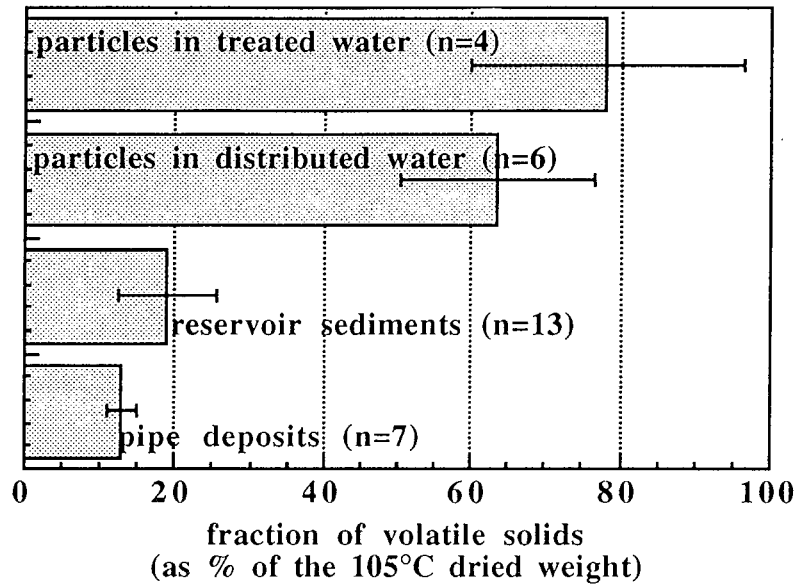 particles in treated water (n=4)
particles in distributed water (n=6)
reservoir sediments (n=13)
pipe deposits (n=7)
0 20 40 60 80 100
fraction of volatile solids
(as % of the 105°C dried weight)